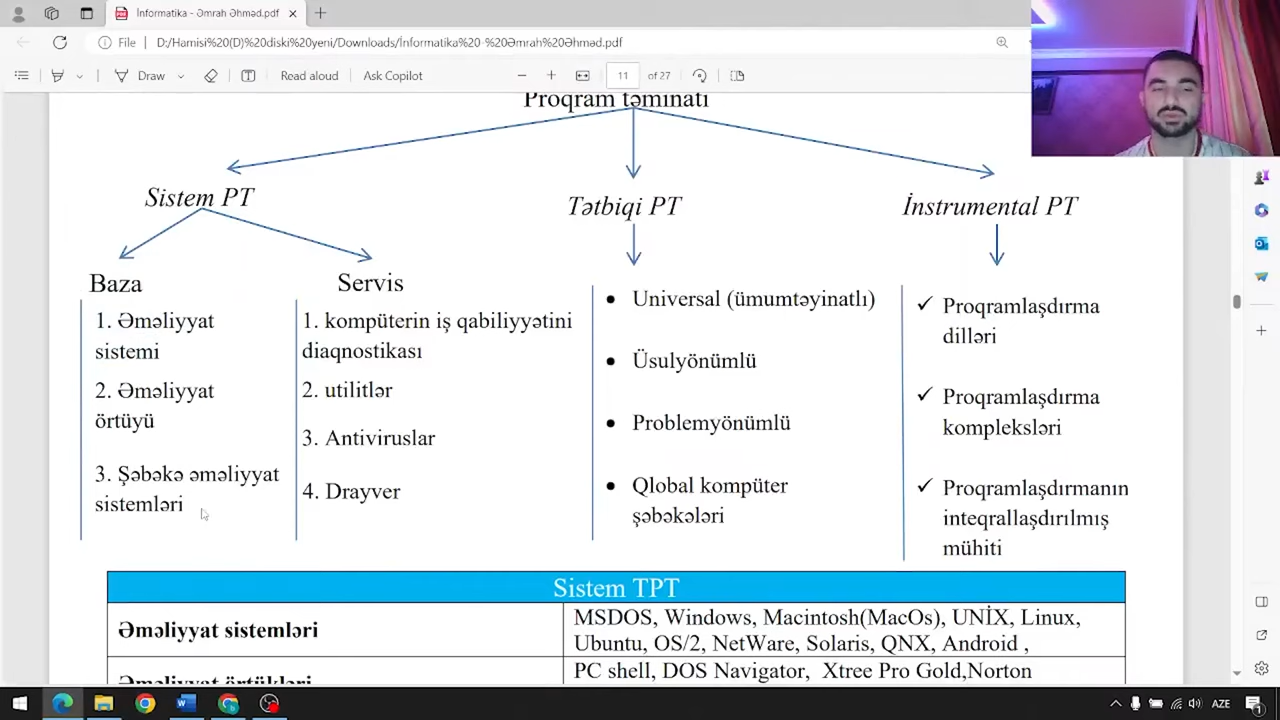 İnformatika - Əmrah Əhməd.pdf
File
D:/Hamisi%20(D)%20diski%20yeni/Downloads/İnformatika%20-%20Əmrah%20Əhməd.pdf
Draw
Read aloud
Ask Copilot
11
of 27
Proqram təminatı
Sistem PT
Tətbiqi PT
İnstrumental PT
Baza
1. Əməliyyat
sistemi
2. Əməliyyat
örtüyü
3. Şəbəkə əməliyyat
sistemləri
Servis
1. kompüterin iş qabiliyyətini
diaqnostikası
2. utilitlər
3. Antiviruslar
4. Drayver
• Universal (ümumtəyinatlı)
• Üsulyönümlü
• Problemyönümlü
• Qlobal kompüter
şəbəkələri
✓ Proqramlaşdırma
dilləri
✓ Proqramlaşdırma
kompleksləri
✓ Proqramlaşdırmanın
inteqrallaşdırılmış
mühiti
Sistem TPT
Əməliyyat sistemləri
MSDOS, Windows, Macintosh(MacOs), UNİX, Linux,
Ubuntu, OS/2, NetWare, Solaris, QNX, Android ,
Əməliyyat örtükləri
PC shell, DOS Navigator, Xtree Pro Gold,Norton
AZE
1